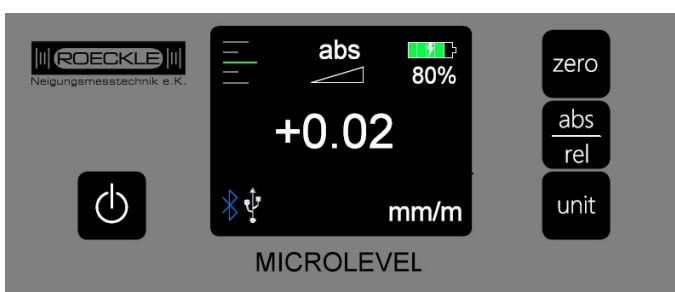 ROECKLE
Neigungsmesstechnik e.K.
abs
80%
+0.02
mm/m
zero
abs
rel
unit
MICROLEVEL